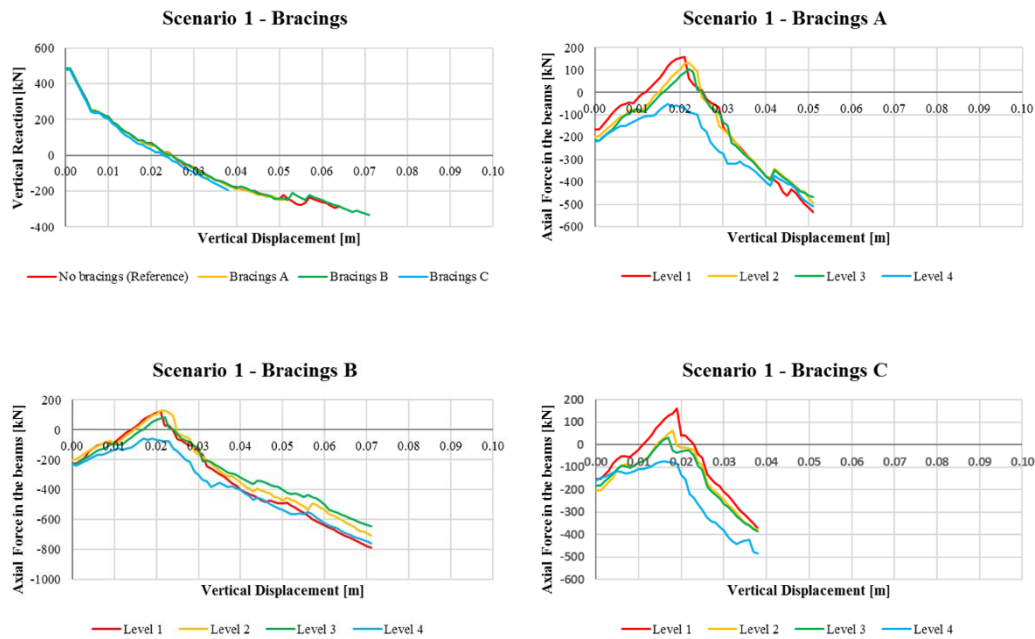 Scenario 1 - Bracings
Vertical Reaction [kN]
600
400
200
0
-200
-400
0.00 0.01 0.02 0.03 0.04 0.05 0.06 0.07 0.08 0.09 0.10
Vertical Displacement [m]
No bracings (Reference) Bracings A Bracings B Bracings C
Scenario 1 - Bracings A
Axial Force in the beams [kN]
200
100
0
-100
-200
-300
-400
-500
-600
0.00 0.01 0.02 0.03 0.04 0.05 0.06 0.07 0.08 0.09 0.10
Vertical Displacement [m]
Level 1 Level 2 Level 3 Level 4
Scenario 1 - Bracings B
Axial Force in the beams [kN]
200
0
-200
-400
-600
-800
-1000
0.00 0.01 0.02 0.03 0.04 0.05 0.06 0.07 0.08 0.09 0.10
Vertical Displacement [m]
Level 1 Level 2 Level 3 Level 4
Scenario 1 - Bracings C
Axial Force in the beams [kN]
200
100
0
-100
-200
-300
-400
-500
-600
0.00 0.01 0.02 0.03 0.04 0.05 0.06 0.07 0.08 0.09 0.10
Vertical Displacement [m]
Level 1 Level 2 Level 3 Level 4